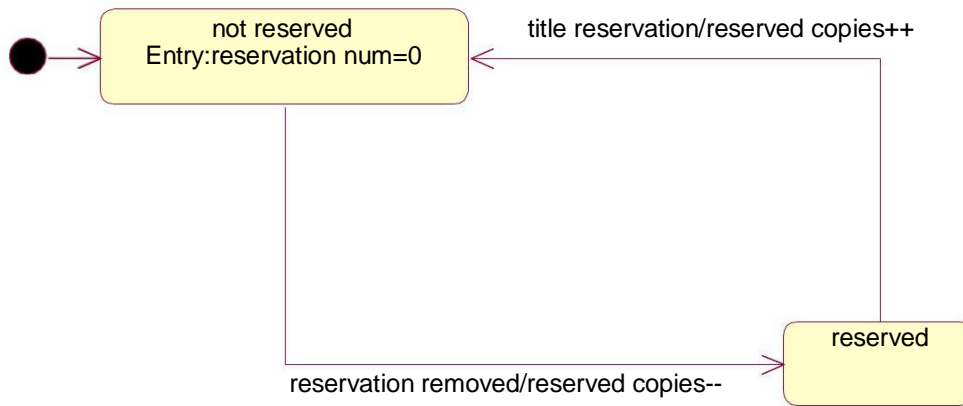 not reserved
Entry:reservation num=0
title reservation/reserved copies++
reserved
reservation removed/reserved copies--